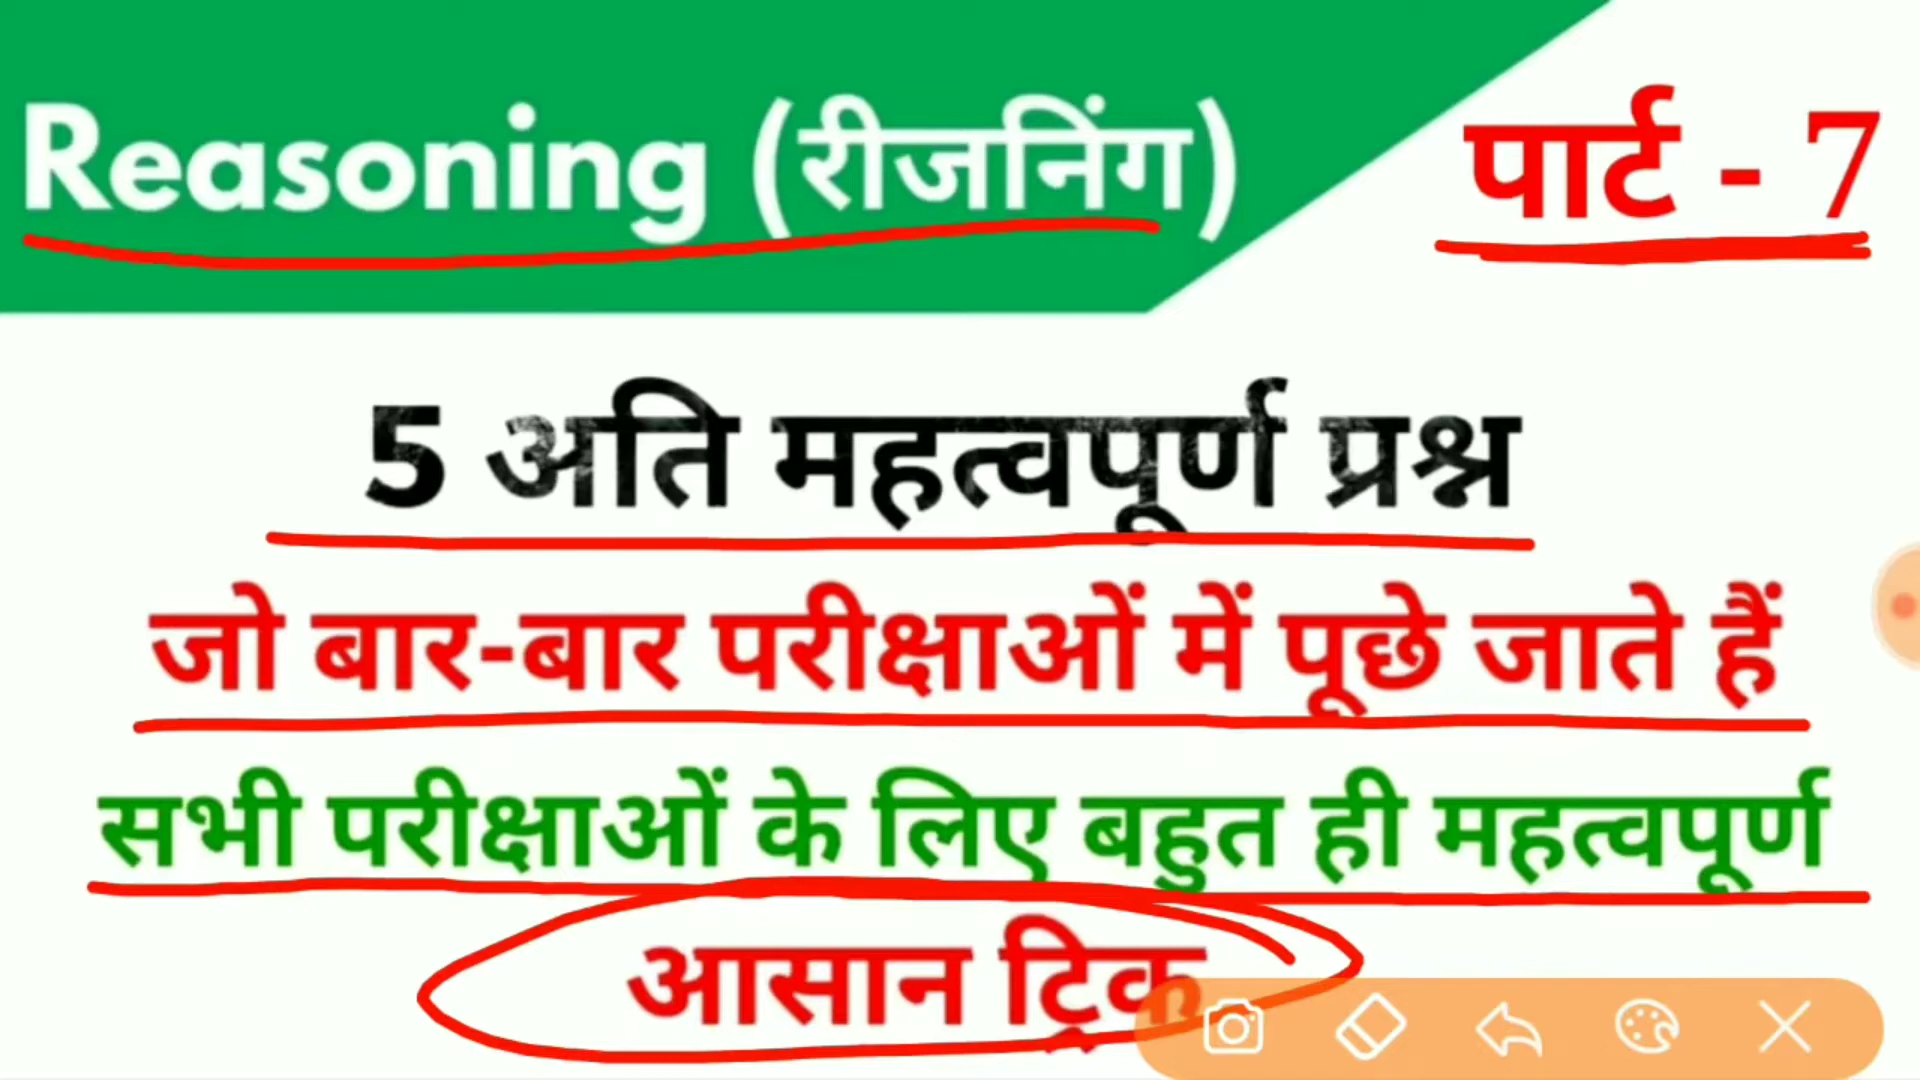 Reasoning (रीजनिंग)
पार्ट - 7
5 अति महत्वपूर्ण प्रश्न
जो बार-बार परीक्षाओं में पूछे जाते हैं
सभी परीक्षाओं के लिए बहुत ही महत्वपूर्ण
आसान ट्रिक